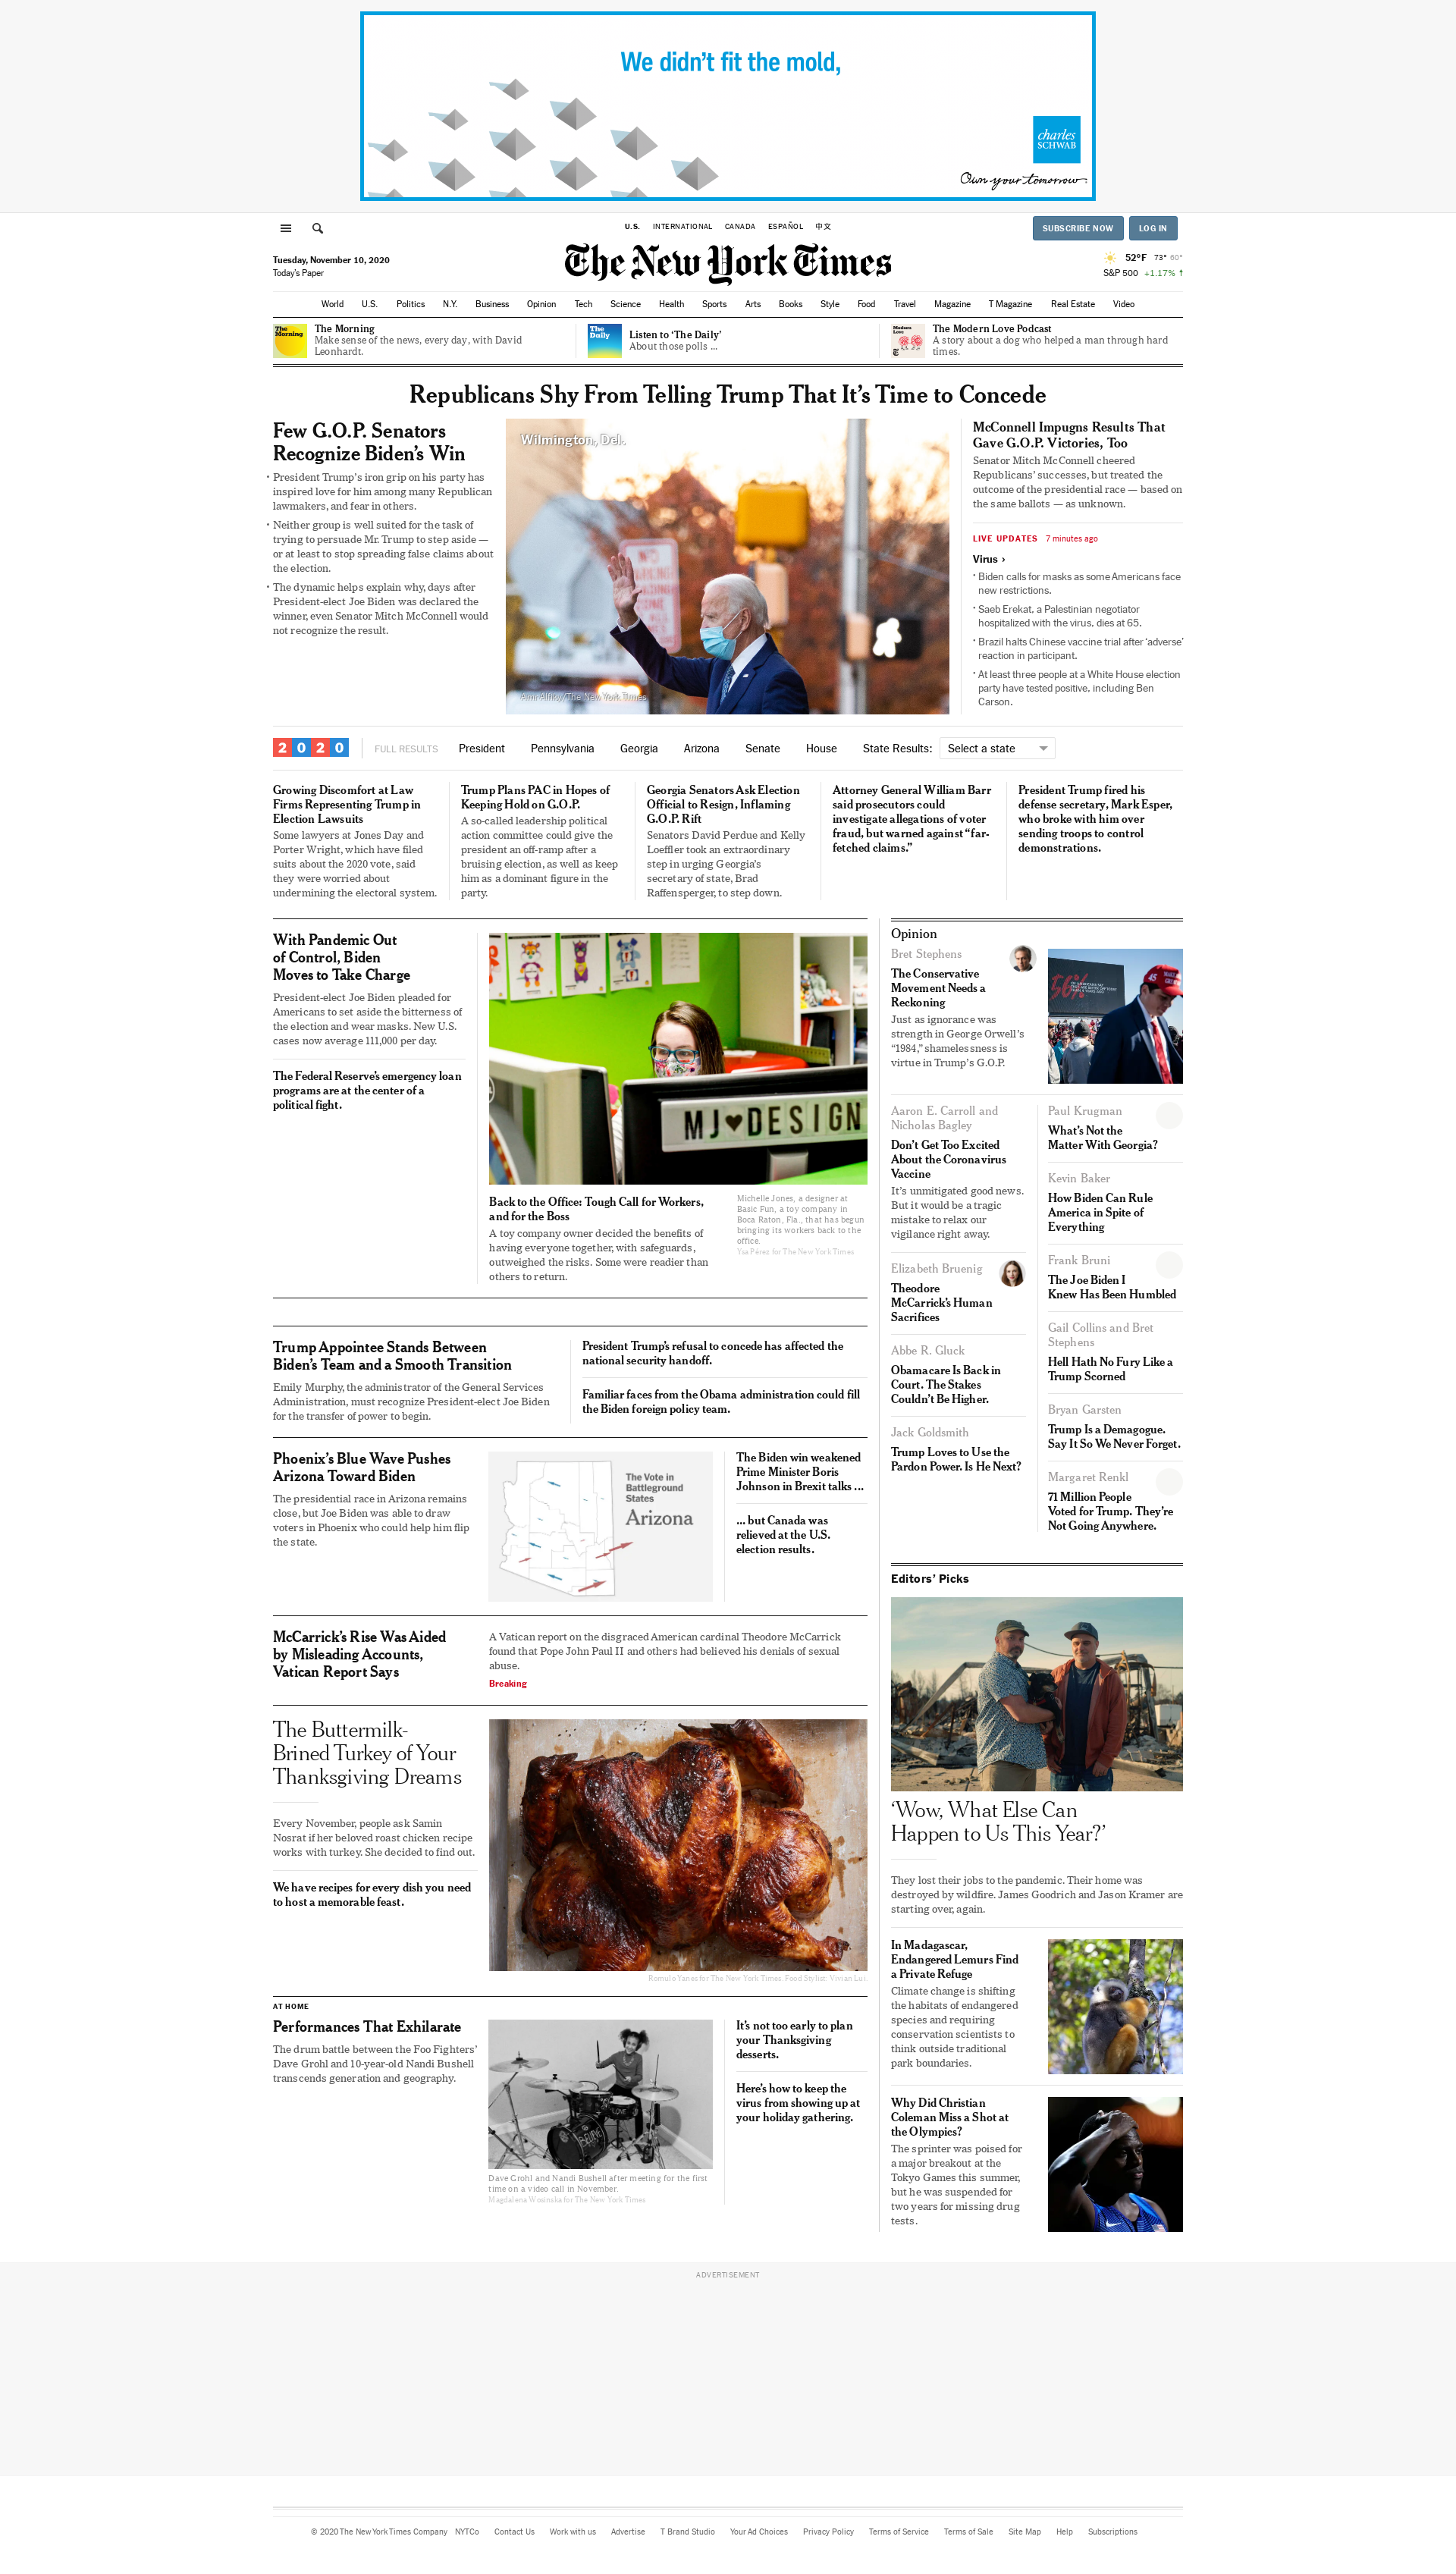 We didn't fit the mold,
charles
SCHWAB
Own your tomorrow
U.S.
INTERNATIONAL
CANADA
ESPAÑOL
中文
SUBSCRIBE NOW
LOG IN
Tuesday, November 10, 2020
Today's Paper
The New York Times
52°F 73° 60°
S&P 500 +1.17% ↑
World U.S. Politics N.Y. Business Opinion Tech Science Health Sports Arts Books Style Food Travel Magazine T Magazine Real Estate Video
The Morning
The Morning
Make sense of the news, every day, with David
Leonhardt.
The Daily
Listen to 'The Daily'
About those polls ...
Modern Love
The Modern Love Podcast
A story about a dog who helped a man through hard
times.
Republicans Shy From Telling Trump That It's Time to Concede
Few G.O.P. Senators
Recognize Biden's Win
• President Trump's iron grip on his party has
inspired love for him among many Republican
lawmakers, and fear in others.
• Neither group is well suited for the task of
trying to persuade Mr. Trump to step aside —
or at least to stop spreading false claims about
the election.
• The dynamic helps explain why, days after
President-elect Joe Biden was declared the
winner, even Senator Mitch McConnell would
not recognize the result.
Wilmington, Del.
/The New York Times
McConnell Impugns Results That
Gave G.O.P. Victories, Too
Senator Mitch McConnell cheered
Republicans' successes, but treated the
outcome of the presidential race — based on
the same ballots — as unknown.
LIVE UPDATES 7 minutes ago
Virus ›
• Biden calls for masks as some Americans face
new restrictions.
• Saeb Erekat, a Palestinian negotiator
hospitalized with the virus, dies at 65.
• Brazil halts Chinese vaccine trial after 'adverse'
reaction in participant.
• At least three people at a White House election
party have tested positive, including Ben
Carson.
2020 FULL RESULTS President Pennsylvania Georgia Arizona Senate House State Results: Select a state
Growing Discomfort at Law
Firms Representing Trump in
Election Lawsuits
Some lawyers at Jones Day and
Porter Wright, which have filed
suits about the 2020 vote, said
they were worried about
undermining the electoral system.
Trump Plans PAC in Hopes of
Keeping Hold on G.O.P.
A so-called leadership political
action committee could give the
president an off-ramp after a
bruising election, as well as keep
him as a dominant figure in the
party.
Georgia Senators Ask Election
Official to Resign, Inflaming
G.O.P. Rift
Senators David Perdue and Kelly
Loeffler took an extraordinary
step in urging Georgia's
secretary of state, Brad
Raffensperger, to step down.
Attorney General William Barr
said prosecutors could
investigate allegations of voter
fraud, but warned against "far-
fetched claims."
President Trump fired his
defense secretary, Mark Esper,
who broke with him over
sending troops to control
demonstrations.
With Pandemic Out
of Control, Biden
Moves to Take Charge
President-elect Joe Biden pleaded for
Americans to set aside the bitterness of
the election and wear masks. New U.S.
cases now average 111,000 per day.
The Federal Reserve's emergency loan
programs are at the center of a
political fight.
MJ♥DESIGN
Back to the Office: Tough Call for Workers,
and for the Boss
A toy company owner decided the benefits of
having everyone together, with safeguards,
outweighed the risks. Some were readier than
others to return.
Michelle Jones, a designer at
Basic Fun, a toy company in
Boca Raton, Fla., that has begun
bringing its workers back to the
office.
Ysa Pérez for The New York Times
Trump Appointee Stands Between
Biden's Team and a Smooth Transition
Emily Murphy, the administrator of the General Services
Administration, must recognize President-elect Joe Biden
for the transfer of power to begin.
President Trump's refusal to concede has affected the
national security handoff.
Familiar faces from the Obama administration could fill
the Biden foreign policy team.
Phoenix's Blue Wave Pushes
Arizona Toward Biden
The presidential race in Arizona remains
close, but Joe Biden was able to draw
voters in Phoenix who could help him flip
the state.
The Vote in
Battleground
States
Arizona
The Biden win weakened
Prime Minister Boris
Johnson in Brexit talks ...
... but Canada was
relieved at the U.S.
election results.
McCarrick's Rise Was Aided
by Misleading Accounts,
Vatican Report Says
A Vatican report on the disgraced American cardinal Theodore McCarrick
found that Pope John Paul II and others had believed his denials of sexual
abuse.
Breaking
The Buttermilk-
Brined Turkey of Your
Thanksgiving Dreams
Every November, people ask Samin
Nosrat if her beloved roast chicken recipe
works with turkey. She decided to find out.
We have recipes for every dish you need
to host a memorable feast.
Romulo Yanes for The New York Times. Food Stylist: Vivian Lui.
AT HOME
Performances That Exhilarate
The drum battle between the Foo Fighters'
Dave Grohl and 10-year-old Nandi Bushell
transcends generation and geography.
Dave Grohl and Nandi Bushell after meeting for the first
time on a video call in November.
Magdalena Wosinska for The New York Times
It's not too early to plan
your Thanksgiving
desserts.
Here's how to keep the
virus from showing up at
your holiday gathering.
Opinion
Bret Stephens
The Conservative
Movement Needs a
Reckoning
Just as ignorance was
strength in George Orwell's
"1984," shamelessness is
virtue in Trump's G.O.P.
56%
Aaron E. Carroll and
Nicholas Bagley
Don't Get Too Excited
About the Coronavirus
Vaccine
It's unmitigated good news.
But it would be a tragic
mistake to relax our
vigilance right away.
Elizabeth Bruenig
Theodore
McCarrick's Human
Sacrifices
Abbe R. Gluck
Obamacare Is Back in
Court. The Stakes
Couldn't Be Higher.
Jack Goldsmith
Trump Loves to Use the
Pardon Power. Is He Next?
Paul Krugman
What's Not the
Matter With Georgia?
Kevin Baker
How Biden Can Rule
America in Spite of
Everything
Frank Bruni
The Joe Biden I
Knew Has Been Humbled
Gail Collins and Bret
Stephens
Hell Hath No Fury Like a
Trump Scorned
Bryan Garsten
Trump Is a Demagogue.
Say It So We Never Forget.
Margaret Renkl
71 Million People
Voted for Trump. They're
Not Going Anywhere.
Editors' Picks
'Wow, What Else Can
Happen to Us This Year?'
They lost their jobs to the pandemic. Their home was
destroyed by wildfire. James Goodrich and Jason Kramer are
starting over, again.
In Madagascar,
Endangered Lemurs Find
a Private Refuge
Climate change is shifting
the habitats of endangered
species and requiring
conservation scientists to
think outside traditional
park boundaries.
Why Did Christian
Coleman Miss a Shot at
the Olympics?
The sprinter was poised for
a major breakout at the
Tokyo Games this summer,
but he was suspended for
two years for missing drug
tests.
ADVERTISEMENT
© 2020 The New York Times Company NYTCo Contact Us Work with us Advertise T Brand Studio Your Ad Choices Privacy Policy Terms of Service Terms of Sale Site Map Help Subscriptions